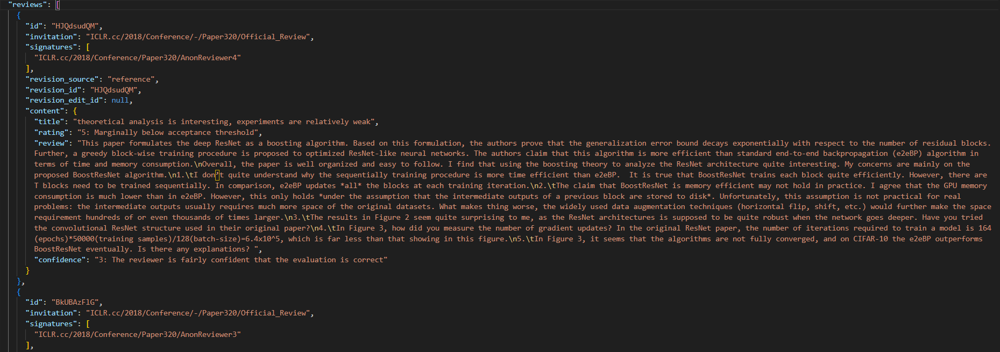 "reviews": [
{
"id": "HJQdsudQM",
"invitation": "ICLR.cc/2018/Conference/-/Paper320/Official_Review",
"signatures": [
"ICLR.cc/2018/Conference/Paper320/AnonReviewer4"
],
"revision_source": "reference",
"revision_id": "HJQdsudQM",
"revision_edit_id": null,
"content": {
"title": "theoretical analysis is interesting, experiments are relatively weak",
"rating": "5: Marginally below acceptance threshold",
"review": "This paper formulates the deep ResNet as a boosting algorithm. Based on this formulation, the authors prove that the generalization error bound decays exponentially with respect to the number of residual blocks.
Further, a greedy block-wise training procedure is proposed to optimized ResNet-like neural networks. The authors claim that this algorithm is more efficient than standard end-to-end backpropagation (e2eBP) algorithm in
terms of time and memory consumption.\nOverall, the paper is well organized and easy to follow. I find that using the boosting theory to analyze the ResNet architecture quite interesting. My concerns are mainly on the
proposed BoostResNet algorithm.\n1.\tI don’t quite understand why the sequentially training procedure is more time efficient than e2eBP.  It is true that BoostResNet trains each block quite efficiently. However, there are
T blocks need to be trained sequentially. In comparison, e2eBP updates *all* the blocks at each training iteration.\n2.\tThe claim that BoostResNet is memory efficient may not hold in practice. I agree that the GPU memory
consumption is much lower than in e2eBP. However, this only holds *under the assumption that the intermediate outputs of a previous block are stored to disk*. Unfortunately, this assumption is not practical for real
problems: the intermediate outputs usually requires much more space of the original datasets. What makes thing worse, the widely used data augmentation techniques (horizontal flip, shift, etc.) would further make the space
requirement hundreds of or even thousands of times larger.\n3.\tThe results in Figure 2 seem quite surprising to me, as the ResNet architectures is supposed to be quite robust when the network goes deeper. Have you tried
the convolutional ResNet structure used in their original paper?\n4.\tIn Figure 3, how did you measure the number of gradient updates? In the original ResNet paper, the number of iterations required to train a model is 164
(epochs)*50000(training samples)/128(batch-size)=6.4x10^5, which is far less than that showing in this figure.\n5.\tIn Figure 3, it seems that the algorithms are not fully converged, and on CIFAR-10 the e2eBP outperforms
BoostResNet eventually. Is there any explanations? ",
"confidence": "3: The reviewer is fairly confident that the evaluation is correct"
}
},
{
"id": "BkUBAzFlG",
"invitation": "ICLR.cc/2018/Conference/-/Paper320/Official_Review",
"signatures": [
"ICLR.cc/2018/Conference/Paper320/AnonReviewer3"
],